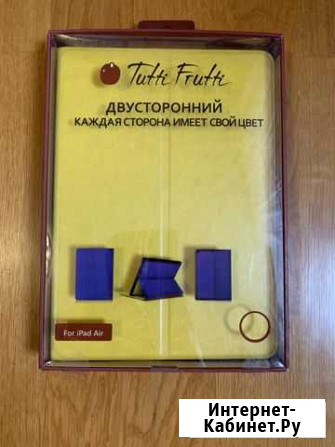 Tutti Frutti
ДВУСТОРОННИЙ
КАЖДАЯ СТОРОНА ИМЕЕТ СВОЙ ЦВЕТ
For iPad Air
Интернет-
Кабинет.Ру